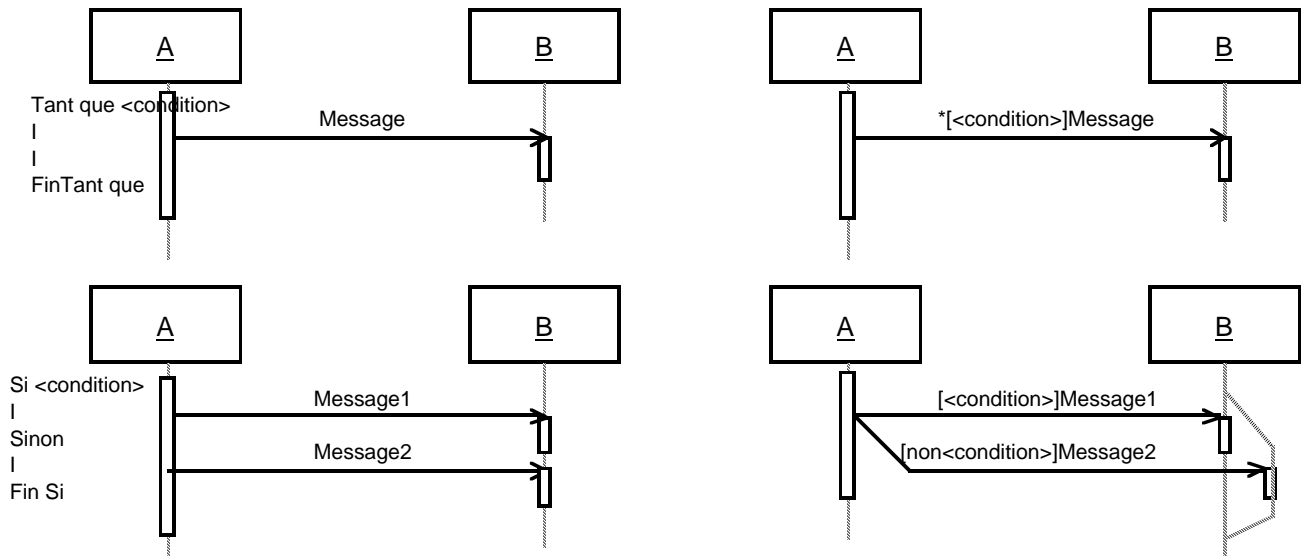 A
B
Tant que <condition>
I
I
FinTant que
Message
A
B
*[<condition>]Message
A
B
Si <condition>
I
Sinon
I
Fin Si
Message1
Message2
A
B
[<condition>]Message1
[non<condition>]Message2